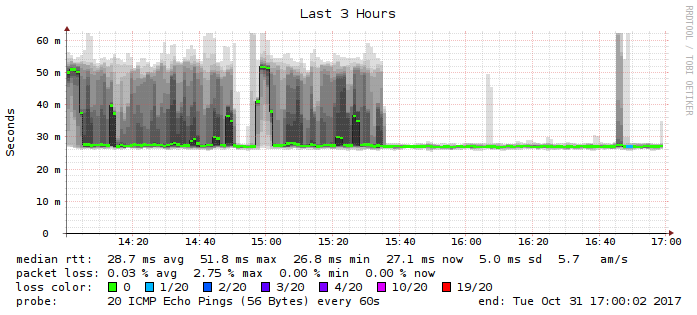 Last 3 Hours
RRDTOOL / TOBI OETIKER
Seconds
60 m
50 m
40 m
30 m
20 m
10 m
0
14:20 14:40 15:00 15:20 15:40 16:00 16:20 16:40 17:00
median rtt: 28.7 ms avg 51.8 ms max 26.8 ms min 27.1 ms now 5.0 ms sd 5.7 am/s
packet loss: 0.03 % avg 2.75 % max 0.00 % min 0.00 % now
loss color: 0 1/20 2/20 3/20 4/20 10/20 19/20
probe: 20 ICMP Echo Pings (56 Bytes) every 60s end: Tue Oct 31 17:00:02 2017